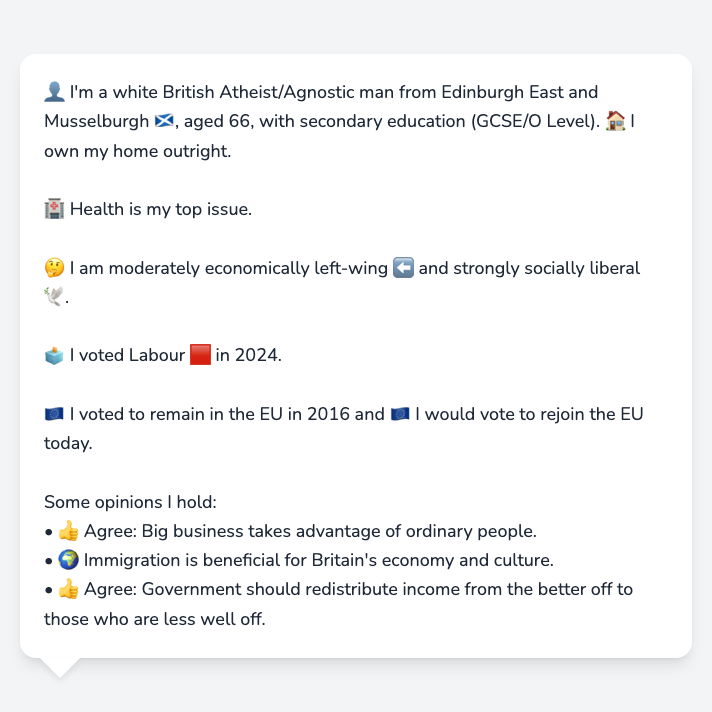 👤 I'm a white British Atheist/Agnostic man from Edinburgh East and
Musselburgh 🏴󠁧󠁢󠁳󠁣󠁴󠁿, aged 66, with secondary education (GCSE/O Level). 🏠 I
own my home outright.
🏥 Health is my top issue.
🤔 I am moderately economically left-wing ⬅️ and strongly socially liberal
🕊️.
🗳️ I voted Labour 🟥 in 2024.
🇪🇺 I voted to remain in the EU in 2016 and 🇪🇺 I would vote to rejoin the EU
today.
Some opinions I hold:
• 👍 Agree: Big business takes advantage of ordinary people.
• 🌍 Immigration is beneficial for Britain's economy and culture.
• 👍 Agree: Government should redistribute income from the better off to
those who are less well off.